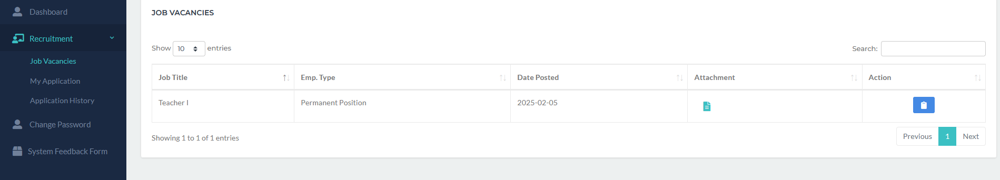 Dashboard
Recruitment
Job Vacancies
My Application
Application History
Change Password
System Feedback Form
JOB VACANCIES
Show 10 entries
Search:
Job Title Emp. Type Date Posted Attachment Action
Teacher I Permanent Position 2025-02-05
Showing 1 to 1 of 1 entries
Previous 1 Next